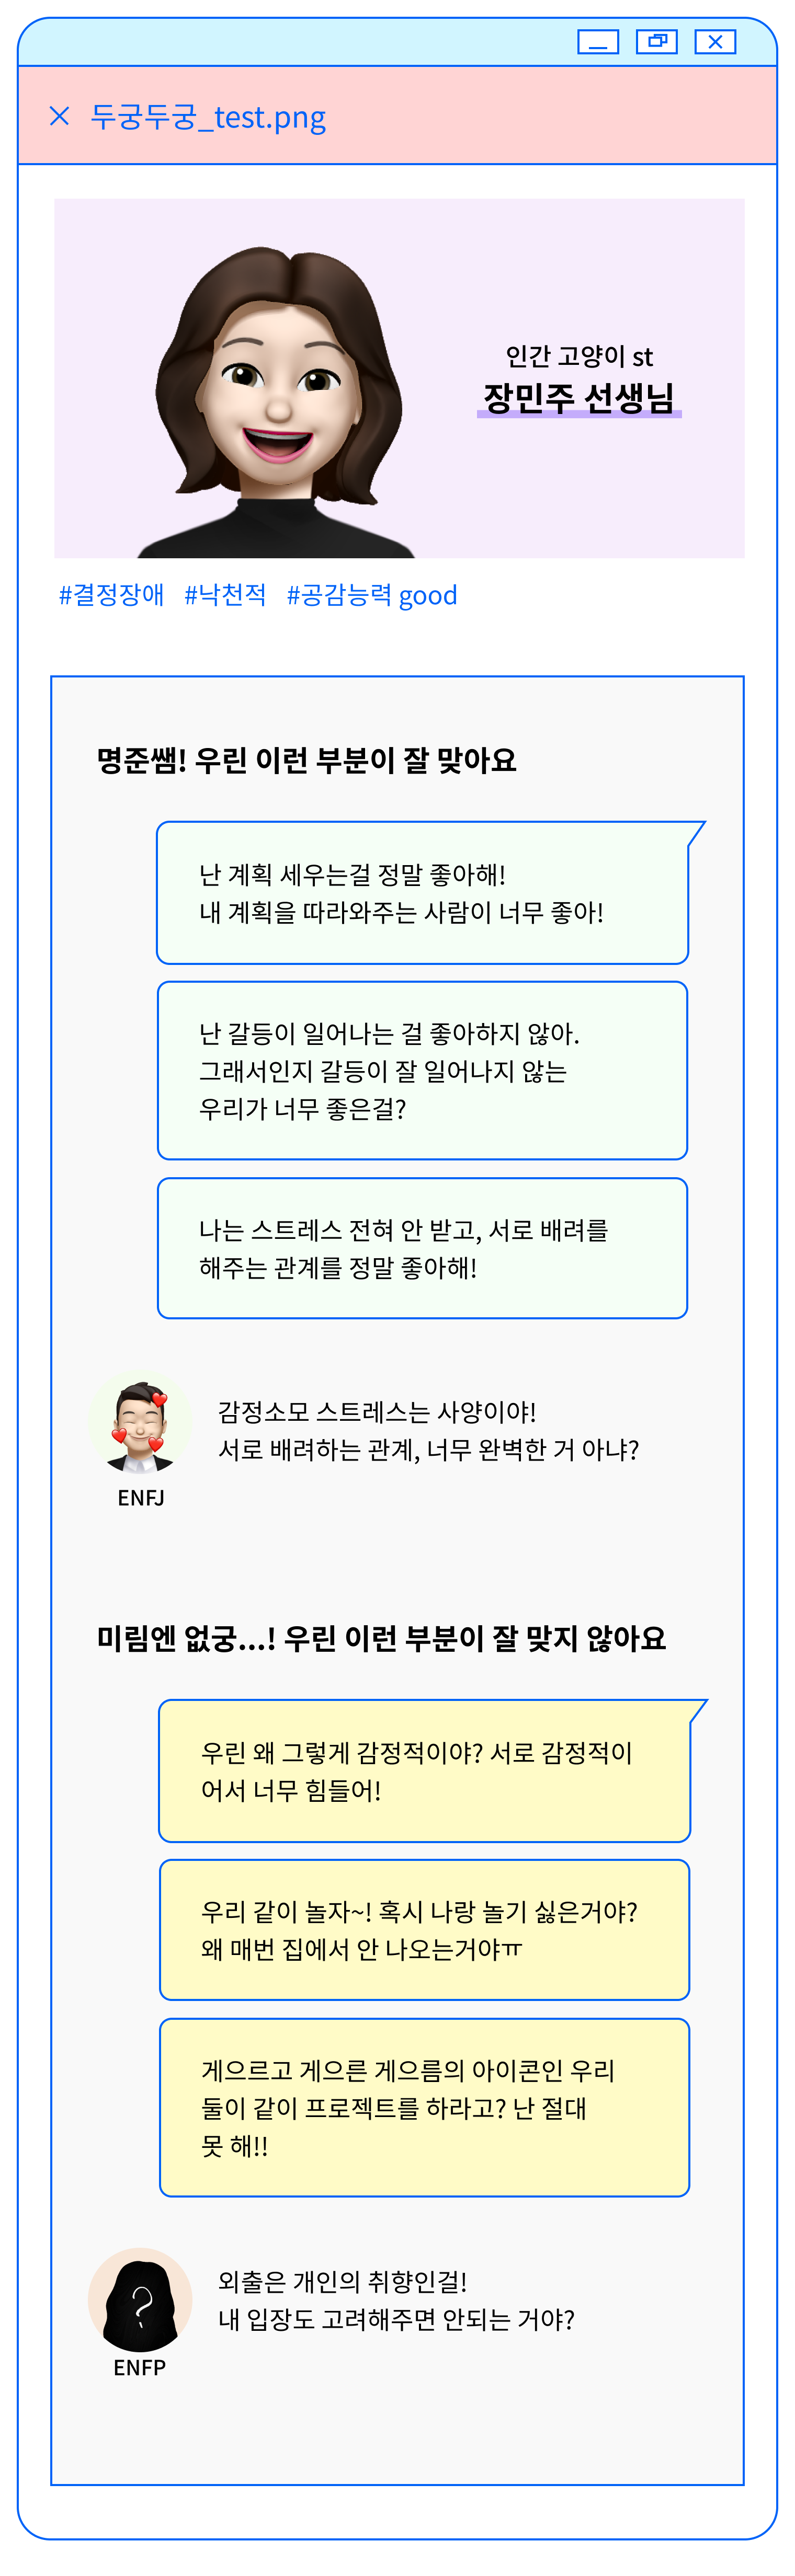 두궁두궁_test.png
인간 고양이 st
장민주 선생님
#결정장애 #낙천적 #공감능력 good
명준쌤! 우린 이런 부분이 잘 맞아요
난 계획 세우는걸 정말 좋아해!
내 계획을 따라와주는 사람이 너무 좋아!
난 갈등이 일어나는 걸 좋아하지 않아.
그래서인지 갈등이 잘 일어나지 않는
우리가 너무 좋은걸?
나는 스트레스 전혀 안 받고, 서로 배려를
해주는 관계를 정말 좋아해!
감정소모 스트레스는 사양이야!
서로 배려하는 관계, 너무 완벽한 거 아냐?
ENFJ
미림엔 없궁...! 우린 이런 부분이 잘 맞지 않아요
우린 왜 그렇게 감정적이야? 서로 감정적이
어서 너무 힘들어!
우리 같이 놀자~! 혹시 나랑 놀기 싫은거야?
왜 매번 집에서 안 나오는거야ㅠ
게으르고 게으른 게으름의 아이콘인 우리
둘이 같이 프로젝트를 하라고? 난 절대
못 해!!
외출은 개인의 취향인걸!
내 입장도 고려해주면 안되는 거야?
?
ENFP